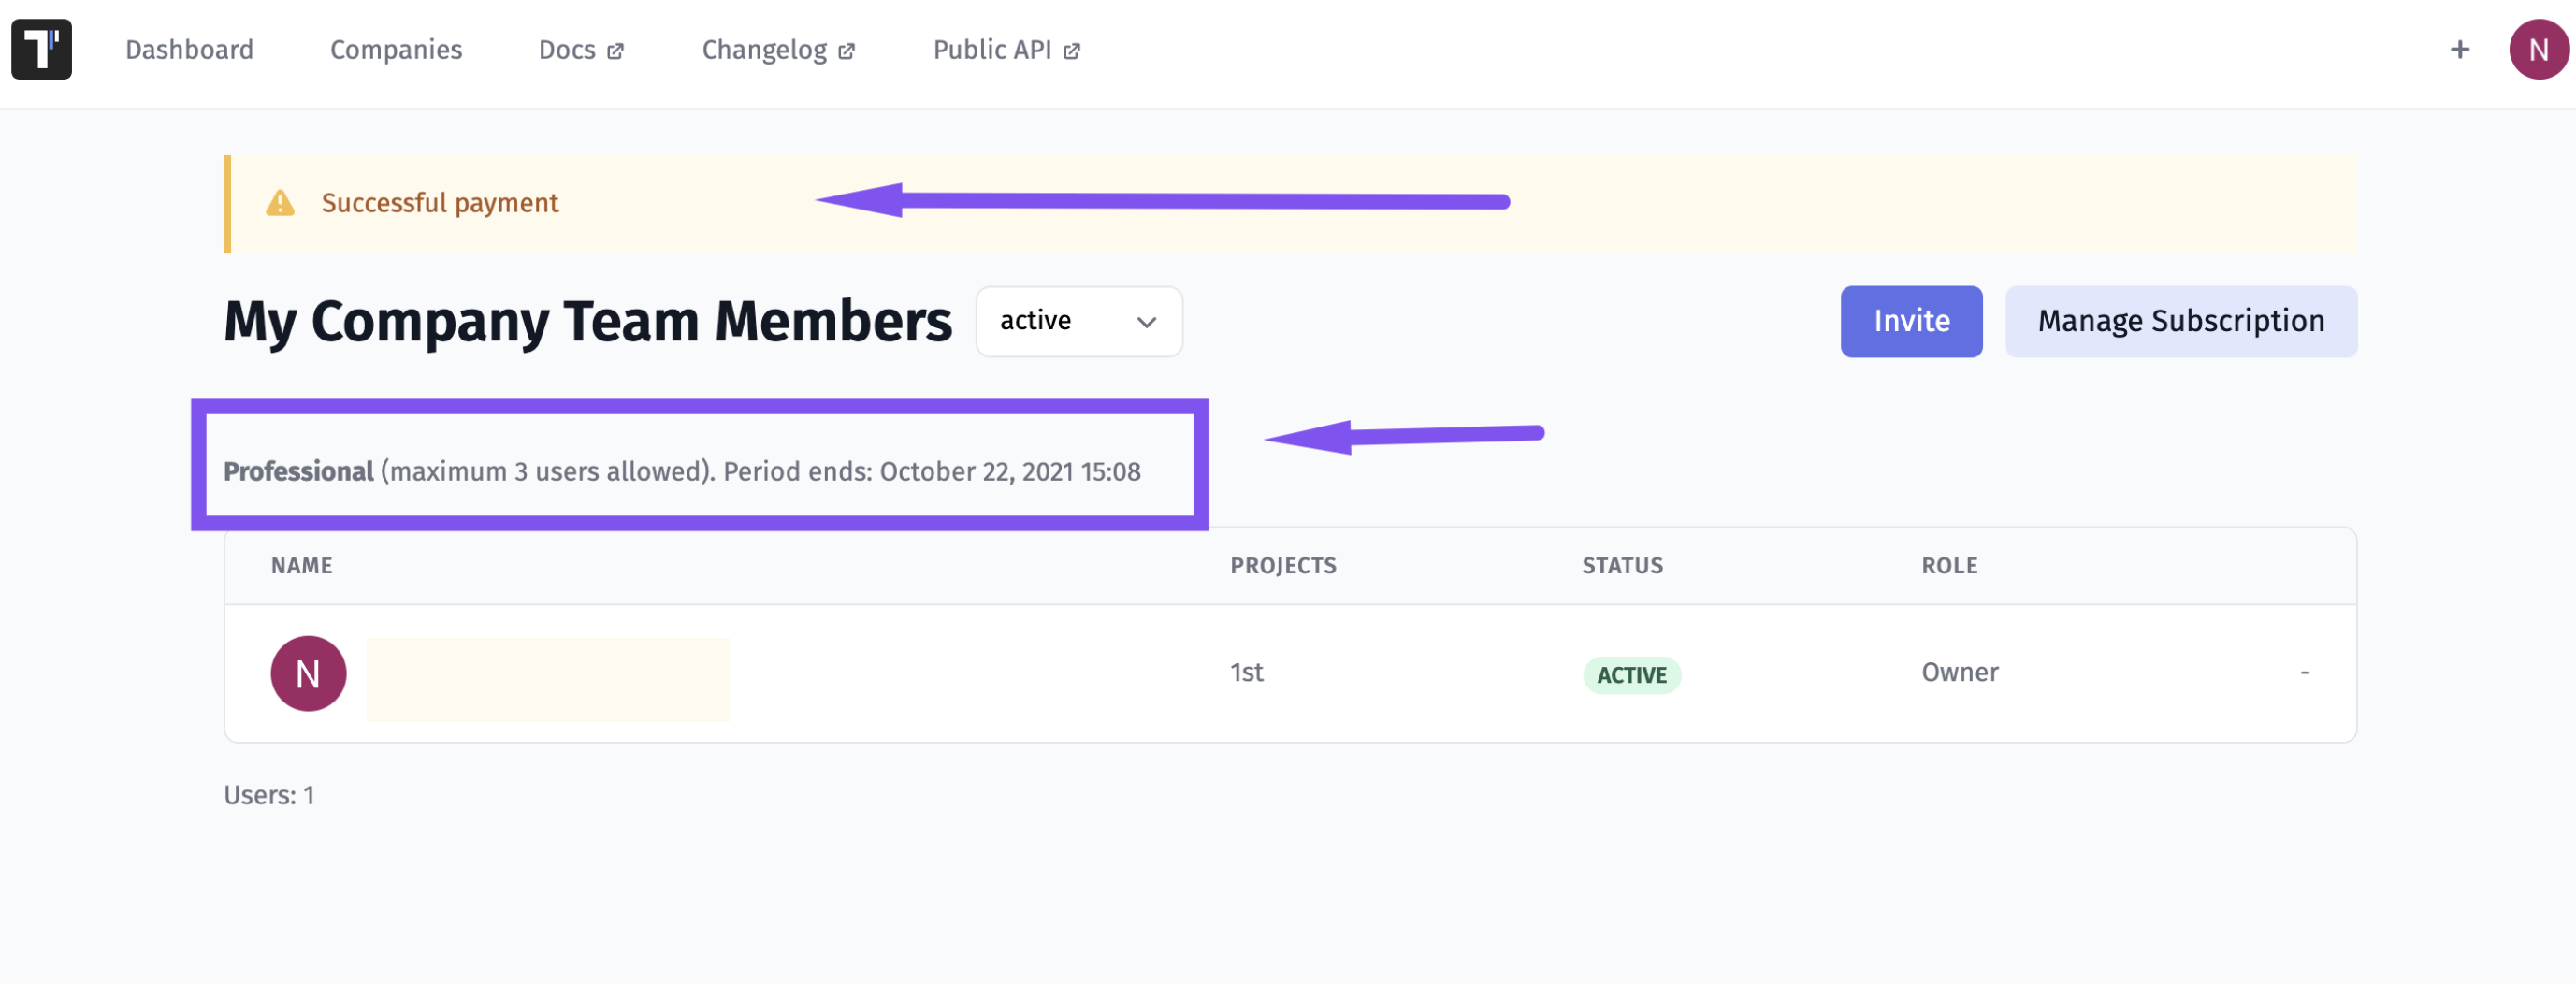 Dashboard Companies Docs Changelog Public API + N
Successful payment
My Company Team Members active Invite Manage Subscription
Professional (maximum 3 users allowed). Period ends: October 22, 2021 15:08
NAME PROJECTS STATUS ROLE
N 1st ACTIVE Owner -
Users: 1